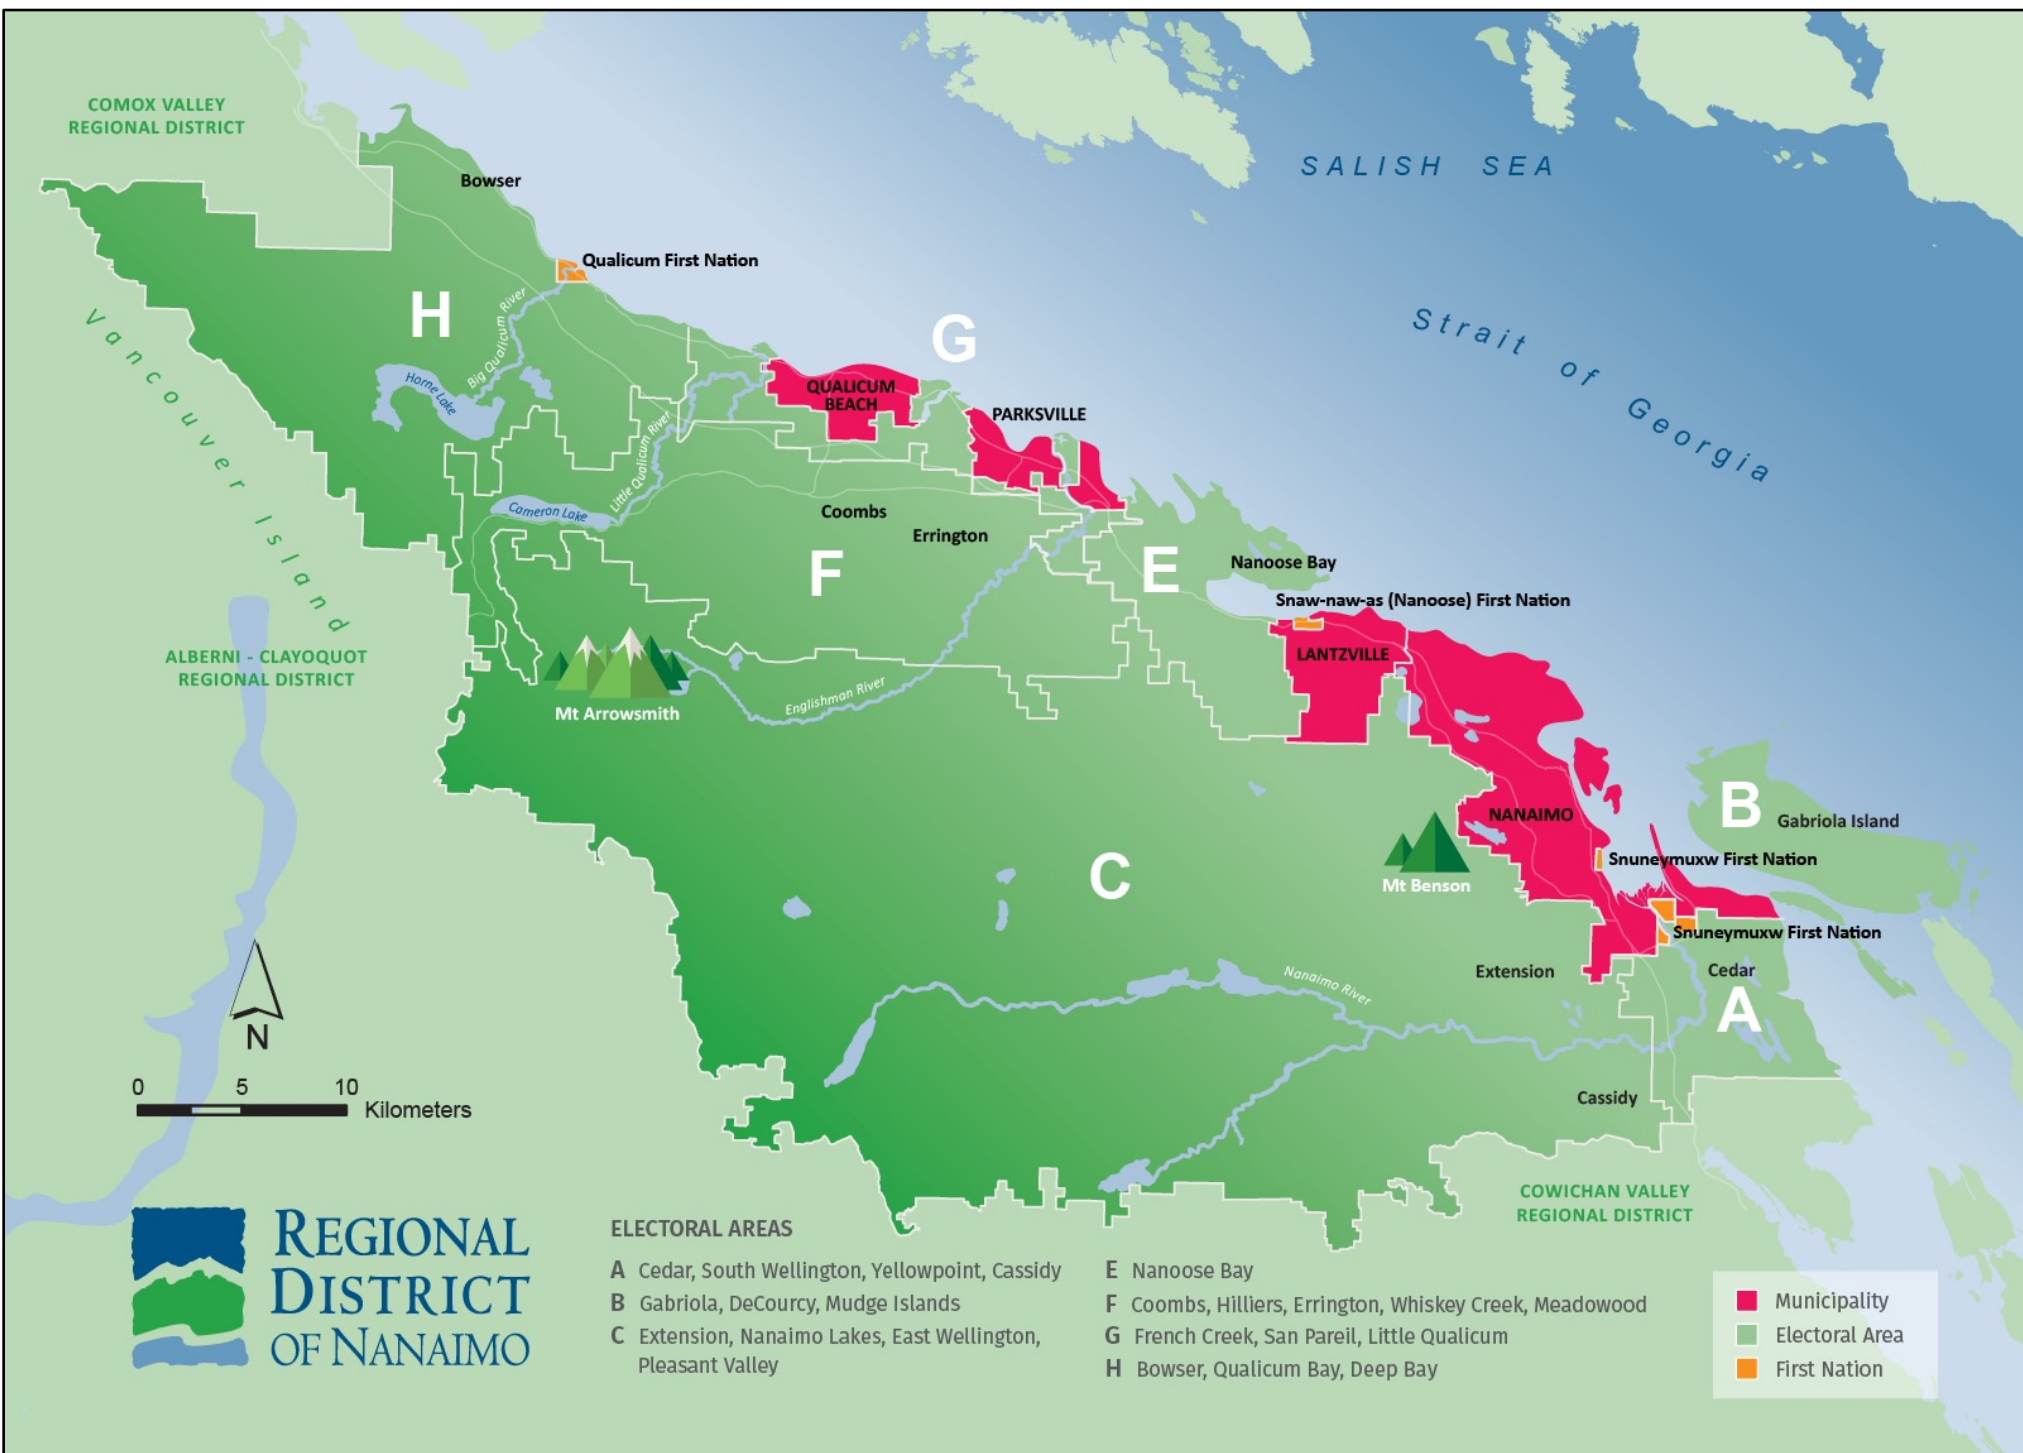 COMOX VALLEY
REGIONAL DISTRICT
SALISH SEA
Bowser
Qualicum First Nation
Strait of Georgia
Vancouver Island
H
Big Qualicum River
Horne Lake
G
QUALICUM
BEACH
PARKSVILLE
Little Qualicum River
Cameron Lake
Coombs
Errington
F
E
Nanoose Bay
Snaw-naw-as (Nanoose) First Nation
LANTZVILLE
ALBERNI - CLAYOQUOT
REGIONAL DISTRICT
Mt Arrowsmith
Englishman River
B
Gabriola Island
NANAIMO
Snuneymuxw First Nation
C
Mt Benson
Snuneymuxw First Nation
Nanaimo River
Extension
Cedar
A
N
0 5 10
Kilometers
Cassidy
COWICHAN VALLEY
REGIONAL DISTRICT
REGIONAL
DISTRICT
OF NANAIMO
ELECTORAL AREAS
A Cedar, South Wellington, Yellowpoint, Cassidy
B Gabriola, DeCourcy, Mudge Islands
C Extension, Nanaimo Lakes, East Wellington,
Pleasant Valley
E Nanoose Bay
F Coombs, Hilliers, Errington, Whiskey Creek, Meadowood
G French Creek, San Pareil, Little Qualicum
H Bowser, Qualicum Bay, Deep Bay
Municipality
Electoral Area
First Nation